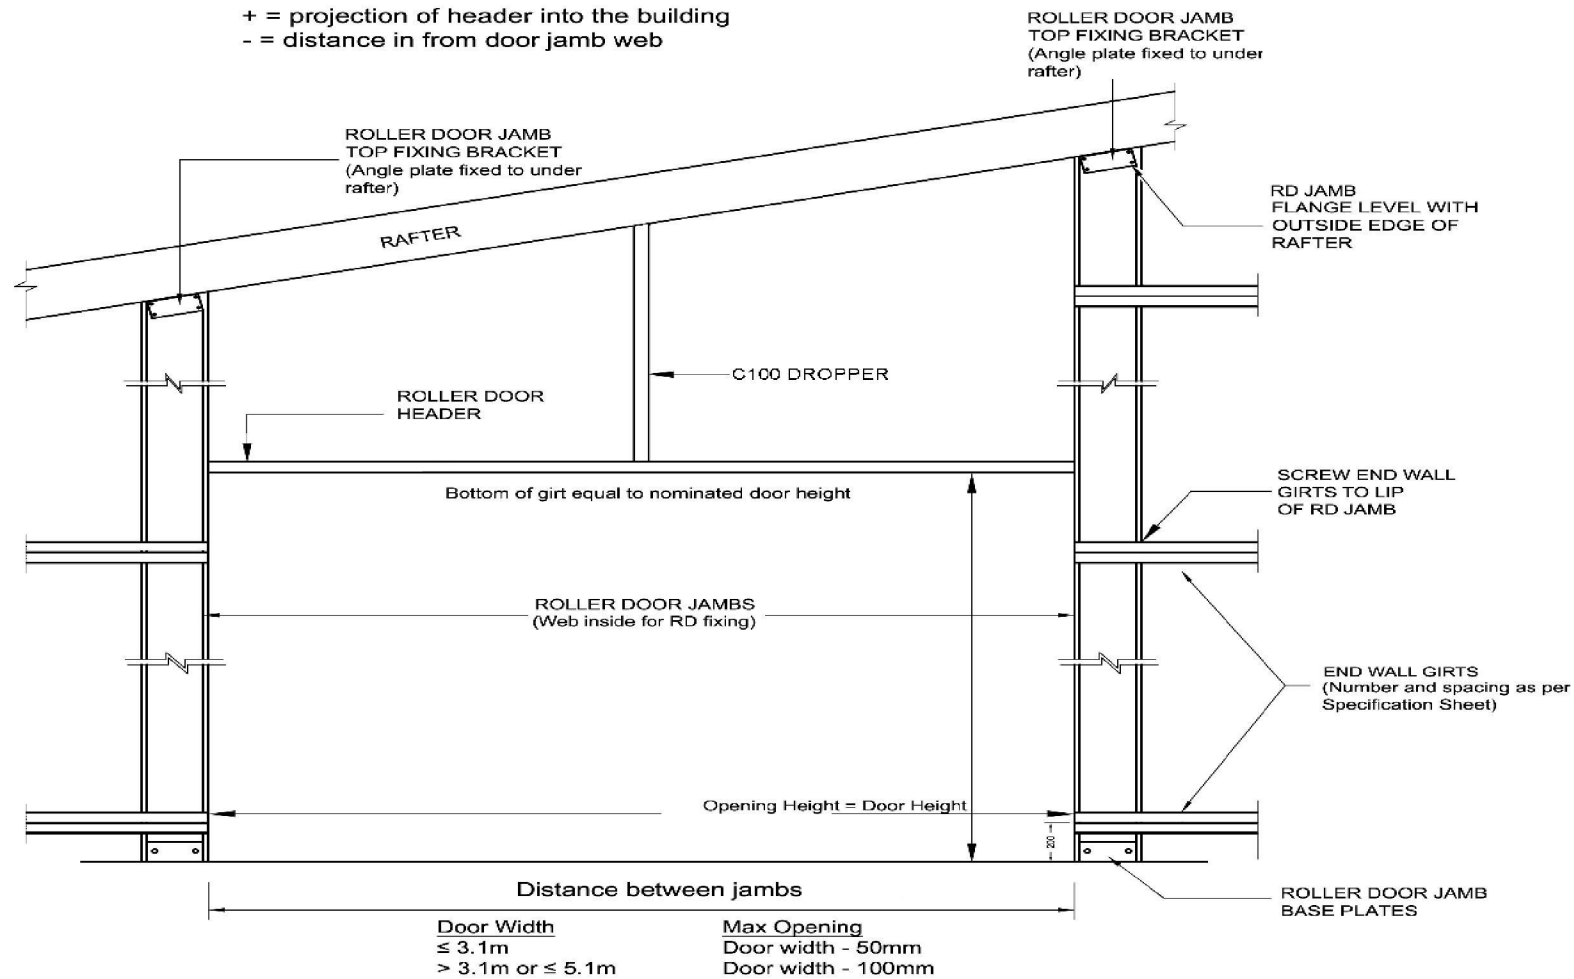 + = projection of header into the building
- = distance in from door jamb web
ROLLER DOOR JAMB
TOP FIXING BRACKET
(Angle plate fixed to under
rafter)
ROLLER DOOR JAMB
TOP FIXING BRACKET
(Angle plate fixed to under
rafter)
RD JAMB
FLANGE LEVEL WITH
OUTSIDE EDGE OF
RAFTER
RAFTER
C100 DROPPER
ROLLER DOOR
HEADER
Bottom of girt equal to nominated door height
SCREW END WALL
GIRTS TO LIP
OF RD JAMB
ROLLER DOOR JAMBS
(Web inside for RD fixing)
END WALL GIRTS
(Number and spacing as per
Specification Sheet)
Opening Height = Door Height
200
Distance between jambs
ROLLER DOOR JAMB
BASE PLATES
Door Width Max Opening
≤ 3.1m Door width - 50mm
> 3.1m or ≤ 5.1m Door width - 100mm